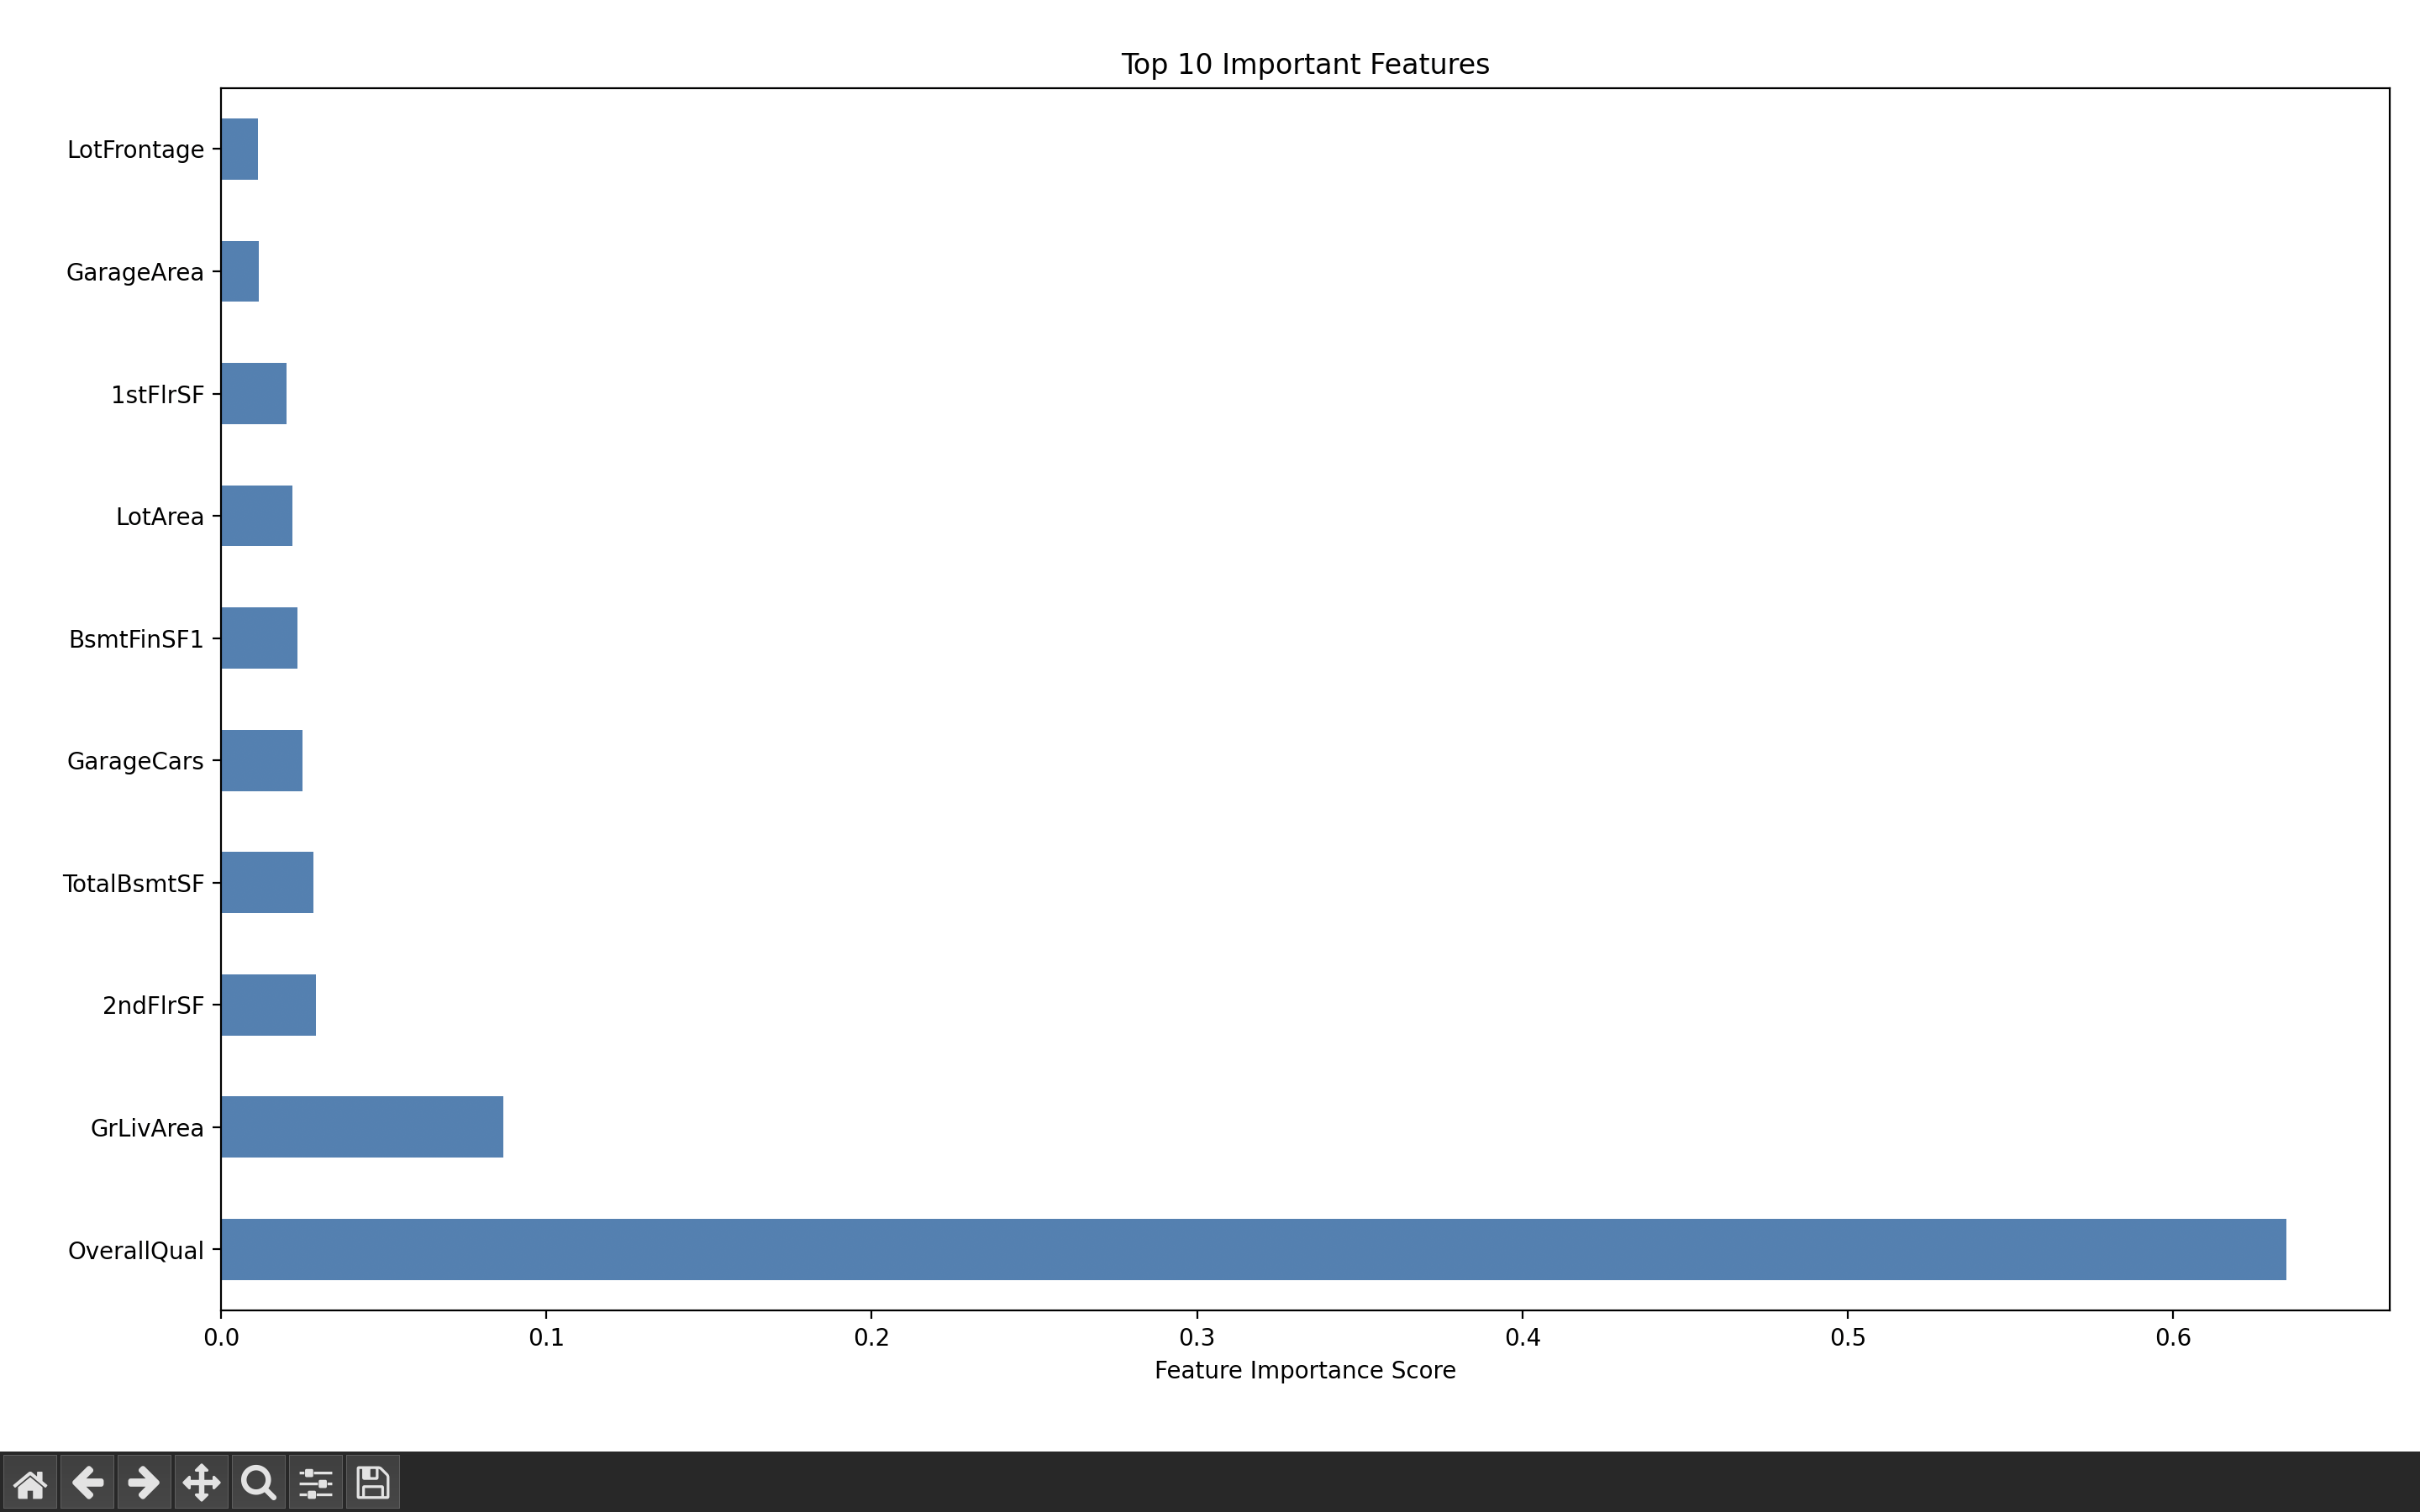 Top 10 Important Features
LotFrontage
GarageArea
1stFlrSF
LotArea
BsmtFinSF1
GarageCars
TotalBsmtSF
2ndFlrSF
GrLivArea
OverallQual
0.0 0.1 0.2 0.3 0.4 0.5 0.6
Feature Importance Score